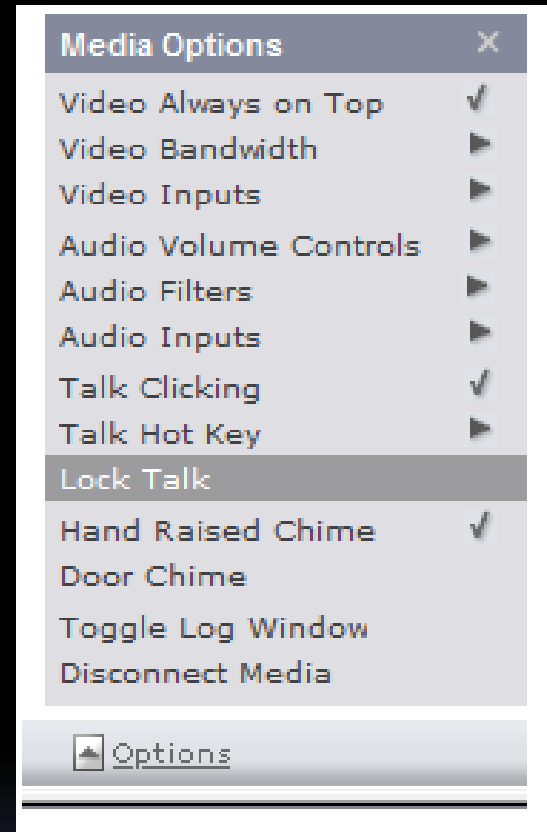 Media Options
Video Always on Top
Video Bandwidth
Video Inputs
Audio Volume Controls
Audio Filters
Audio Inputs
Talk Clicking
Talk Hot Key
Lock Talk
Hand Raised Chime
Door Chime
Toggle Log Window
Disconnect Media
Options